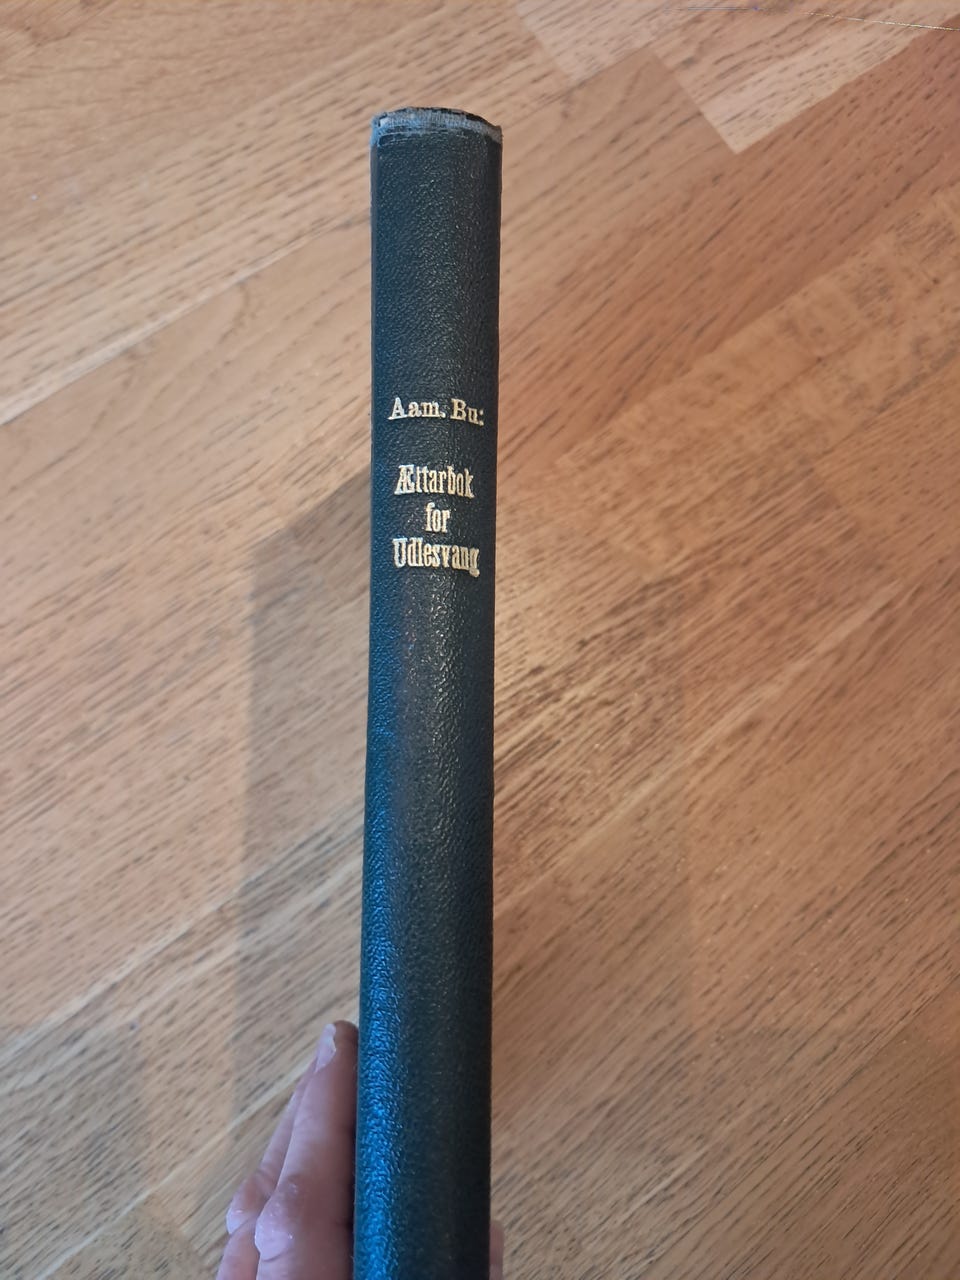 Aam. Bu:
Ættarbok
for
Udlesvang